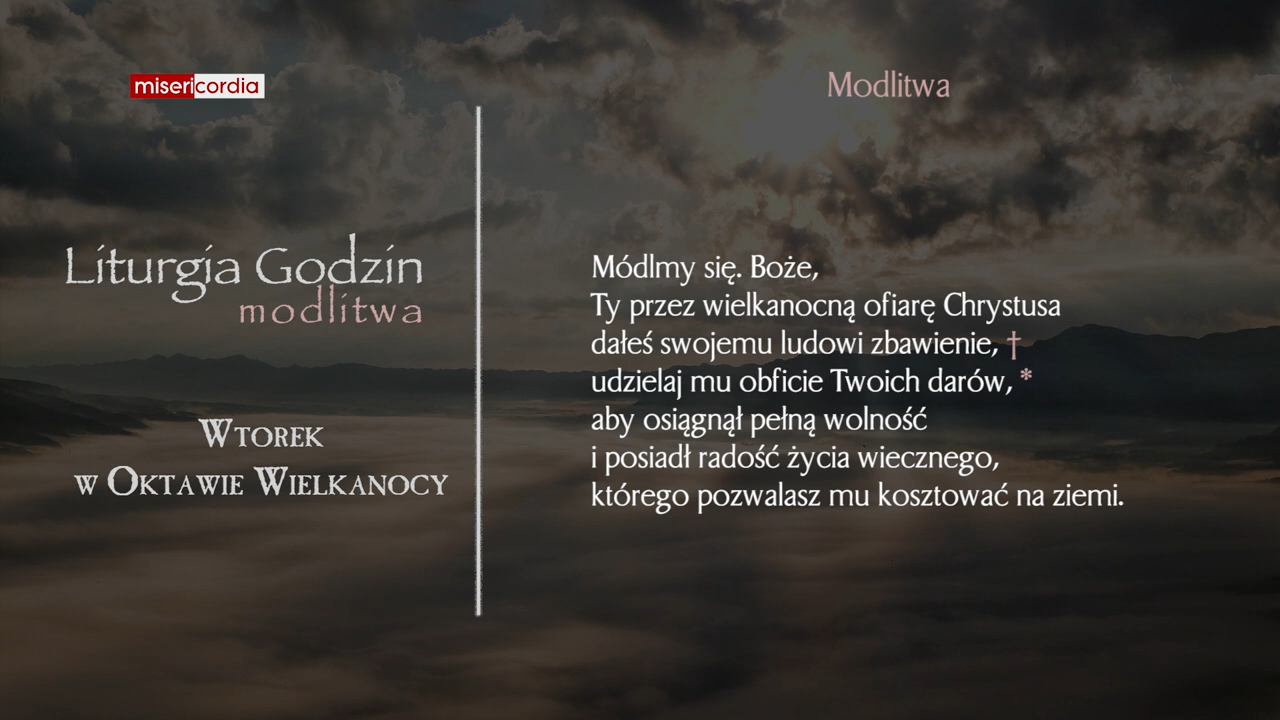 misericordia
Liturgia Godzin
modlitwa
Wtorek
w Oktawie Wielkanocy
Modlitwa
Módlmy się. Boże,
Ty przez wielkanocną ofiarę Chrystusa
dałeś swojemu ludowi zbawienie, †
udzielaj mu obficie Twoich darów, *
aby osiągnął pełną wolność
i posiadł radość życia wiecznego,
którego pozwalasz mu kosztować na ziemi.